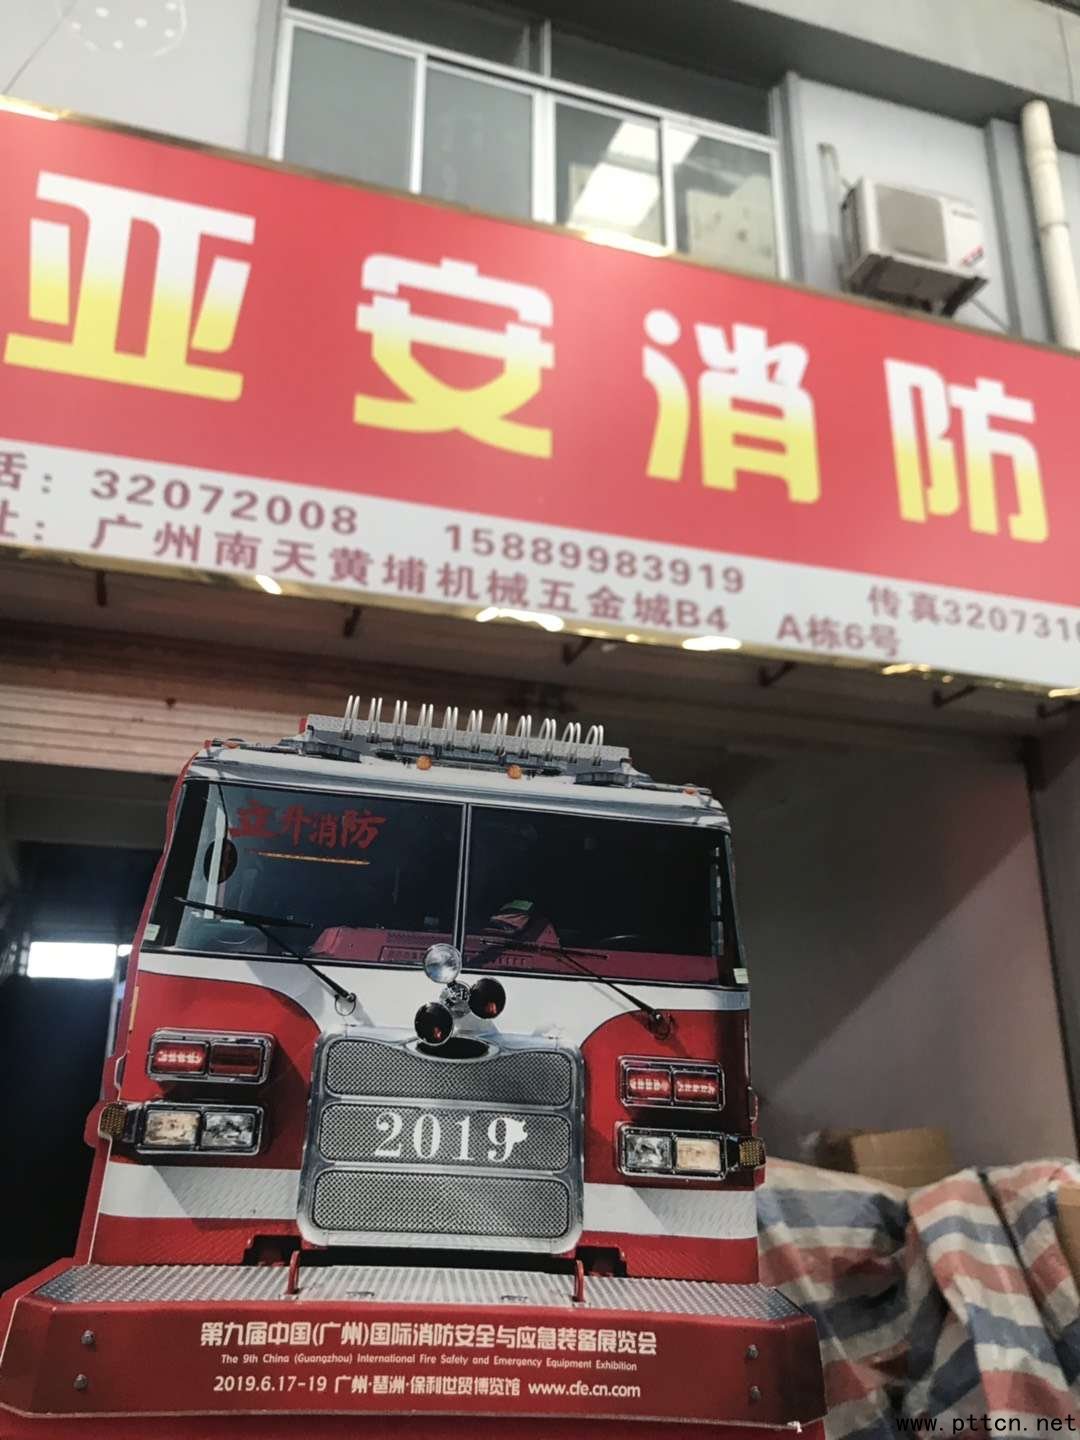 亚安消防
话：32072008 15889983919 传真3207310
址：广州南天黄埔机械五金城B4 A栋6号
立升消防
2019
第九届中国(广州)国际消防安全与应急装备展览会
The 9th China (Guangzhou) International Fire Safety and Emergency Equipment Exhibition
2019.6.17-19 广州·琶洲·保利世贸博览馆 www.cfe.cn.com
www.pttcn.net